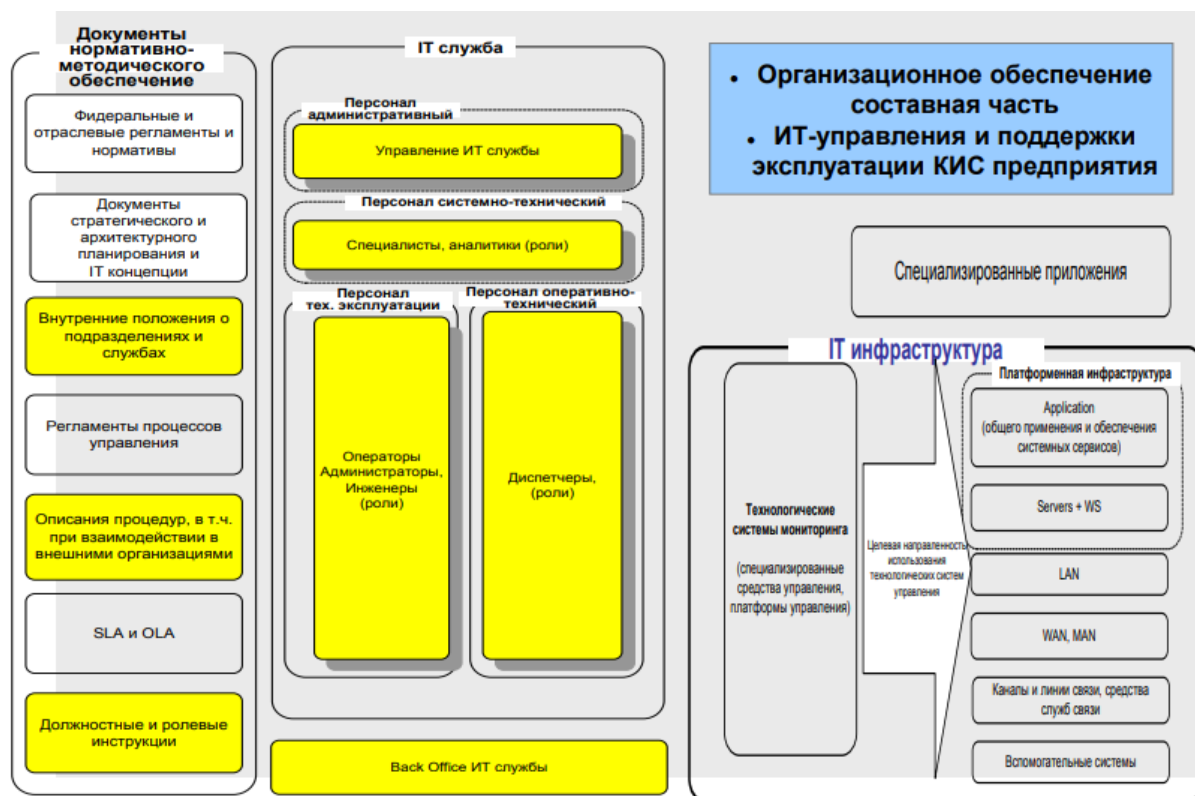 Документы
нормативно-
методического
обеспечение
Фидеральные и
отраслевые регламенты и
нормативы
Документы
стратегического и
архитектурного
планирования и
IT концепции
Внутренние положения о
подразделениях и
службах
Регламенты процессов
управления
Описания процедур, в т.ч.
при взаимодействии в
внешними организациями
SLA и OLA
Должностные и ролевые
инструкции
IT служба
Персонал
административный
Управление ИТ службы
Персонал системно-технический
Специалисты, аналитики (роли)
Персонал
тех. эксплуатации
Операторы
Администраторы,
Инженеры
(роли)
Персонал оперативно-
технический
Диспетчеры,
(роли)
Back Office ИТ службы
• Организационное обеспечение
составная часть
• ИТ-управления и поддержки
эксплуатации КИС предприятия
Специализированные приложения
IT инфраструктура
Технологические
системы мониторинга
(специализированные
средства управления,
платформы управления)
Целевая направленность
использования
технологических систем
управления
Платформенная инфраструктура
Application
(общего применения и обеспечения
системных сервисов)
Servers + WS
LAN
WAN, MAN
Каналы и линии связи, средства
служб связи
Вспомогательные системы